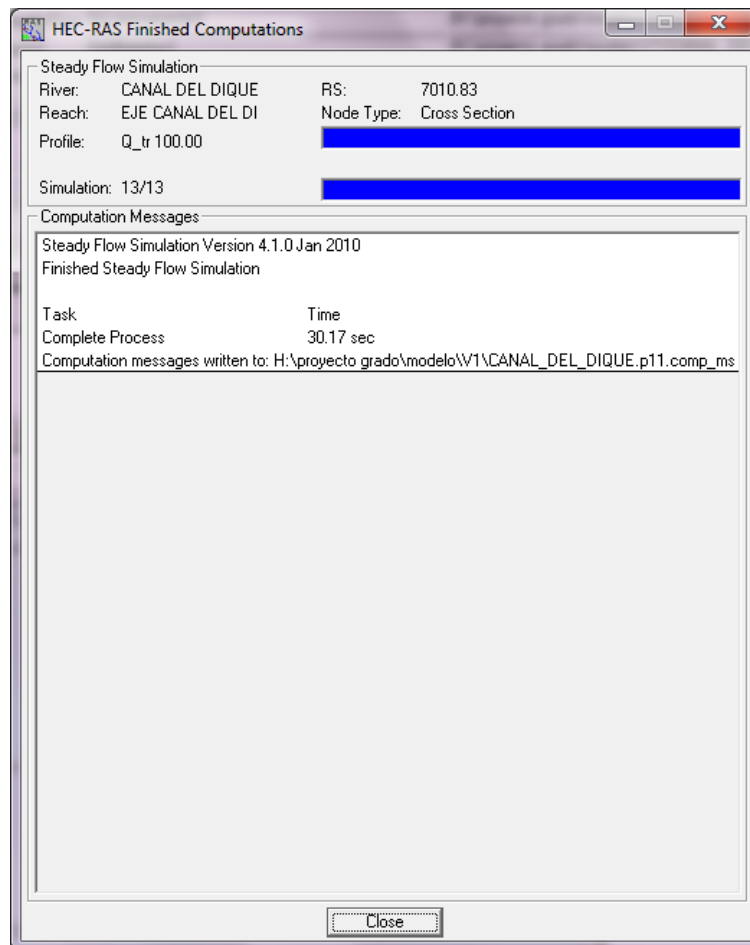 HEC-RAS Finished Computations
Steady Flow Simulation
River: CANAL DEL DIQUE RS: 7010.83
Reach: EJE CANAL DEL DI Node Type: Cross Section
Profile: Q_tr 100.00
Simulation: 13/13
Computation Messages
Steady Flow Simulation Version 4.1.0 Jan 2010
Finished Steady Flow Simulation
Task Time
Complete Process 30.17 sec
Computation messages written to: H:\proyecto grado\modelo\V1\CANAL_DEL_DIQUE.p11.comp_ms
Close